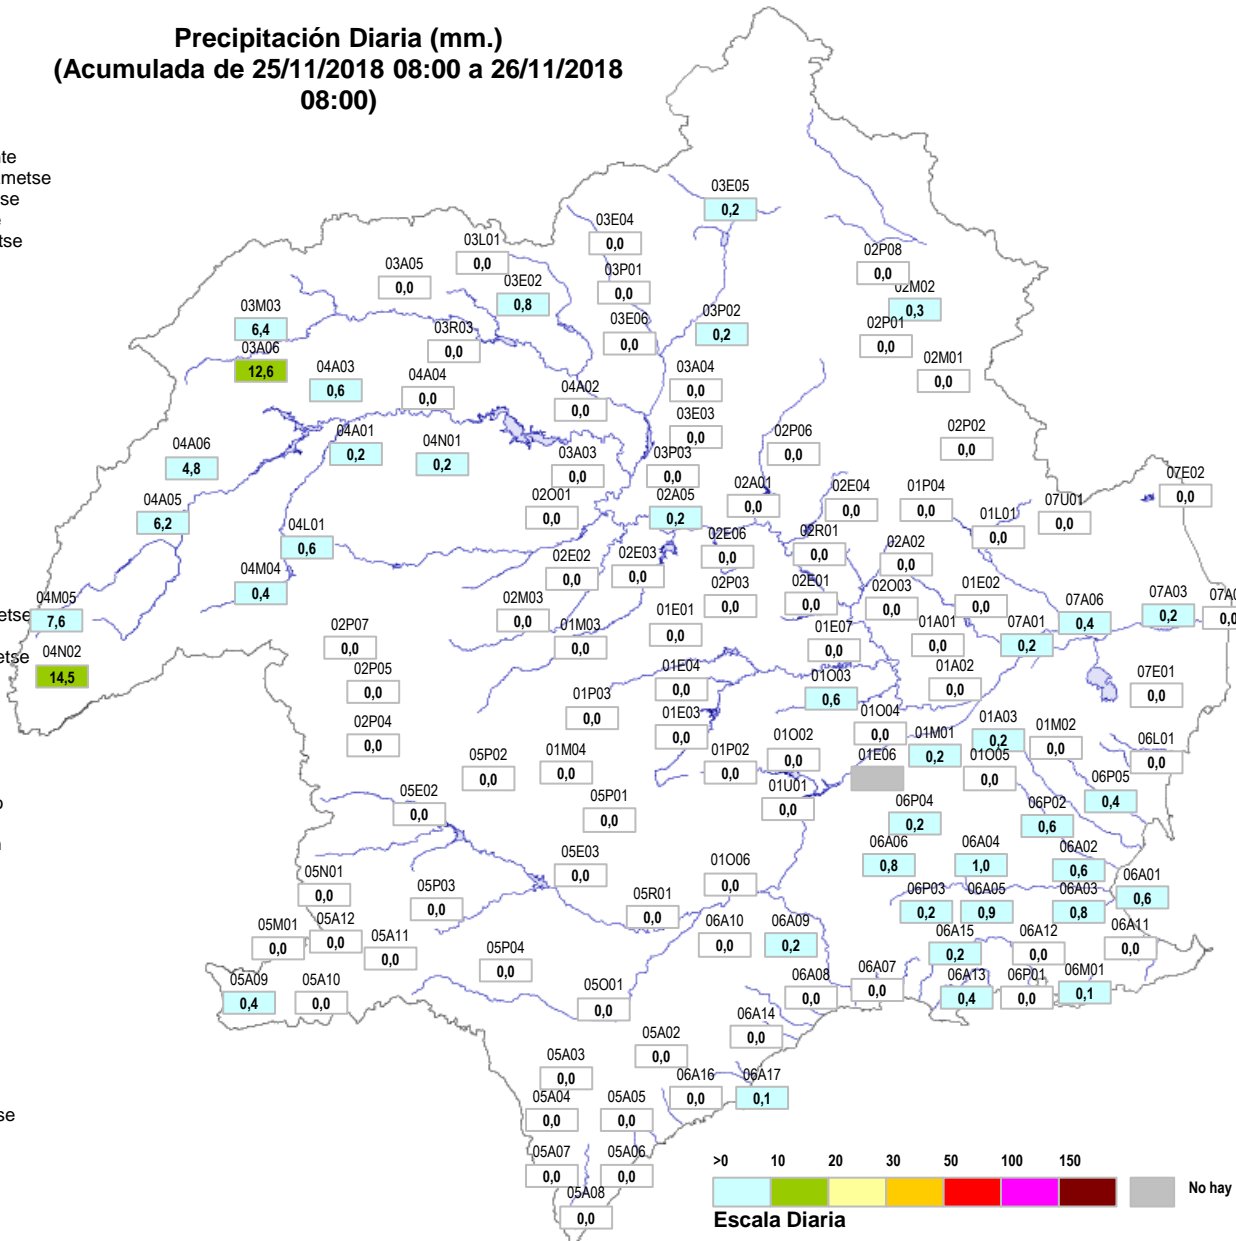 Precipitación Diaria (mm.)
(Acumulada de 25/11/2018 08:00 a 26/11/2018
08:00)
nte
metse
se
e
tse
03E05
0,2
03E04
0,0
03L01
0,0
02P08
0,0
03A05
0,0
03P01
0,0
03E02
0,8
02M02
0,3
03M03
6,4
03P02
0,2
03E06
0,0
02P01
0,0
03R03
0,0
03A06
12,6
02M01
0,0
04A03
0,6
04A04
0,0
03A04
0,0
04A02
0,0
03E03
0,0
04A01
0,2
04N01
0,2
02P06
0,0
02P02
0,0
04A06
4,8
03A03
0,0
03P03
0,0
07E02
0,0
02A01
0,0
02E04
0,0
01P04
0,0
04A05
6,2
02O01
0,0
02A05
0,2
07U01
0,0
01L01
0,0
04L01
0,6
02E06
0,0
02R01
0,0
02A02
0,0
02E02
0,0
02E03
0,0
04M04
0,4
02P03
0,0
02E01
0,0
02O03
0,0
01E02
0,0
07A03
0,2
07A0
0,0
04M05
7,6
etse
02M03
0,0
01E01
0,0
07A06
0,4
02P07
0,0
01M03
0,0
01E07
0,0
01A01
0,0
07A01
0,2
etse
04N02
14,5
02P05
0,0
01E04
0,0
01O03
0,6
01A02
0,0
07E01
0,0
01P03
0,0
01E03
0,0
01O04
0,0
02P04
0,0
01A03
0,2
01M02
0,0
01M01
0,2
05P02
0,0
01M04
0,0
01P02
0,0
01O02
0,0
01E06
01O05
0,0
06L01
0,0
05E02
0,0
05P01
0,0
01U01
0,0
06P05
0,4
o
06P04
0,2
06P02
0,6
05E03
0,0
06A06
0,8
06A04
1,0
06A02
0,6
05N01
0,0
05P03
0,0
01O06
0,0
06A01
0,6
05R01
0,0
06P03
0,2
06A05
0,9
06A03
0,8
05M01
0,0
05A12
0,0
05A11
0,0
06A10
0,0
06A09
0,2
06A15
0,2
06A12
0,0
06A11
0,0
05P04
0,0
05A09
0,4
05A10
0,0
05O01
0,0
06A08
0,0
06A07
0,0
06A13
0,4
06P01
0,0
06M01
0,1
06A14
0,0
05A02
0,0
05A03
0,0
06A16
0,0
06A17
0,1
05A04
0,0
05A05
0,0
se
05A07
0,0
05A06
0,0
05A08
0,0
>0 10 20 30 50 100 150
No hay
Escala Diaria